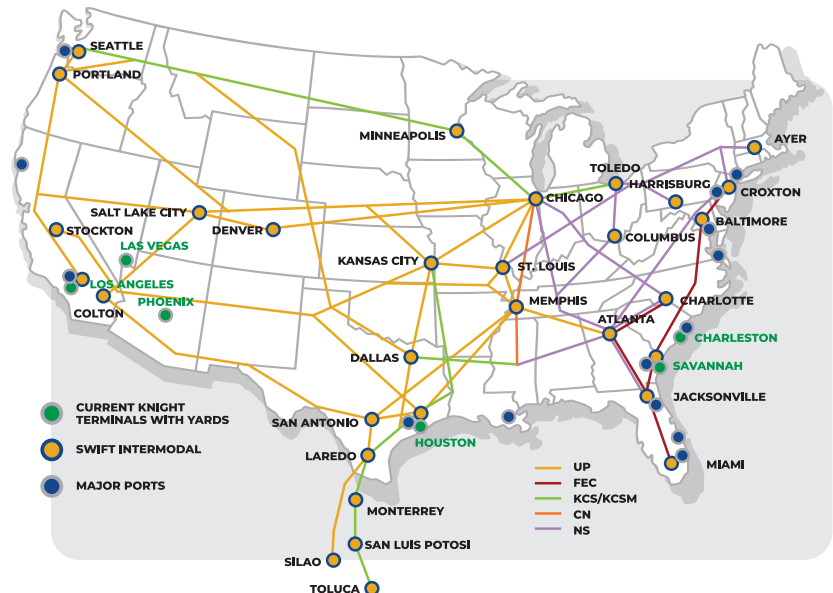 SEATTLE
PORTLAND
MINNEAPOLIS
AYER
TOLEDO
HARRISBURG
CROXTON
CHICAGO
SALT LAKE CITY
BALTIMORE
STOCKTON
DENVER
COLUMBUS
LAS VEGAS
KANSAS CITY
ST. LOUIS
LOS ANGELES
PHOENIX
COLTON
MEMPHIS
CHARLOTTE
ATLANTA
CHARLESTON
DALLAS
SAVANNAH
JACKSONVILLE
CURRENT KNIGHT
TERMINALS WITH YARDS
SAN ANTONIO
HOUSTON
SWIFT INTERMODAL
LAREDO
MIAMI
MAJOR PORTS
UP
FEC
KCS/KCSM
CN
NS
MONTERREY
SAN LUIS POTOSI
SILAO
TOLUCA